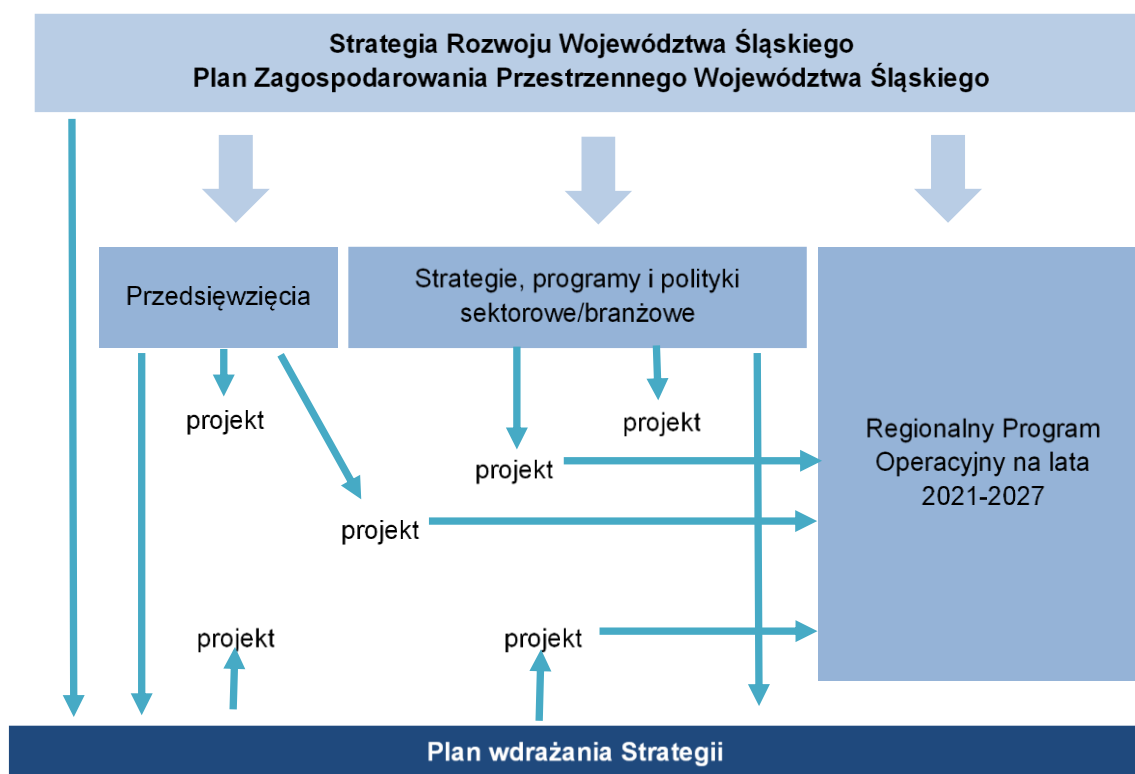 Strategia Rozwoju Województwa Śląskiego
Plan Zagospodarowania Przestrzennego Województwa Śląskiego
Przedsięwzięcia
Strategie, programy i polityki
sektorowe/branżowe
Regionalny Program
Operacyjny na lata
2021-2027
projekt
projekt
projekt
projekt
projekt
projekt
Plan wdrażania Strategii